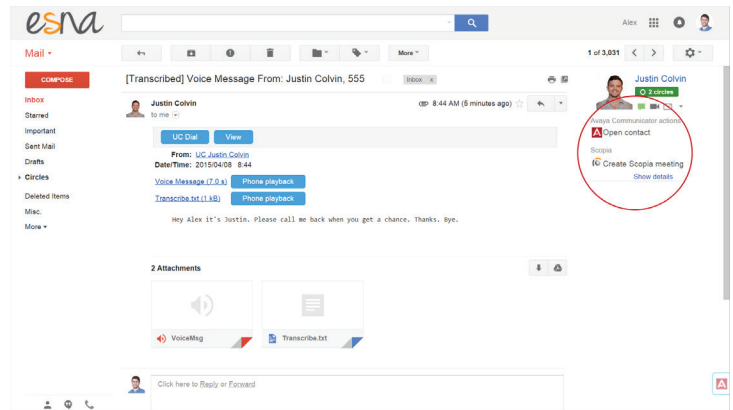 esna
Alex
Mail
More
1 of 3,031
COMPOSE
Inbox
Starred
Important
Sent Mail
Drafts
Circles
Deleted Items
Misc.
More
[Transcribed] Voice Message From: Justin Colvin, 555
Inbox x
Justin Colvin
to me
8:44 AM (6 minutes ago)
UC Dial
View
From: UC Justin Colvin
Date/Time: 2015/04/08 8:44
Voice Message (7.0 s)
Phone playback
Transcribe.txt (1 kB)
Phone playback
Hey Alex it's Justin. Please call me back when you get a chance. Thanks. Bye.
2 Attachments
VoiceMsg
Transcribe.txt
Click here to Reply or Forward
Justin Colvin
2 circles
Avaya Communicator actions
Open contact
Scopia
Create Scopia meeting
Show details